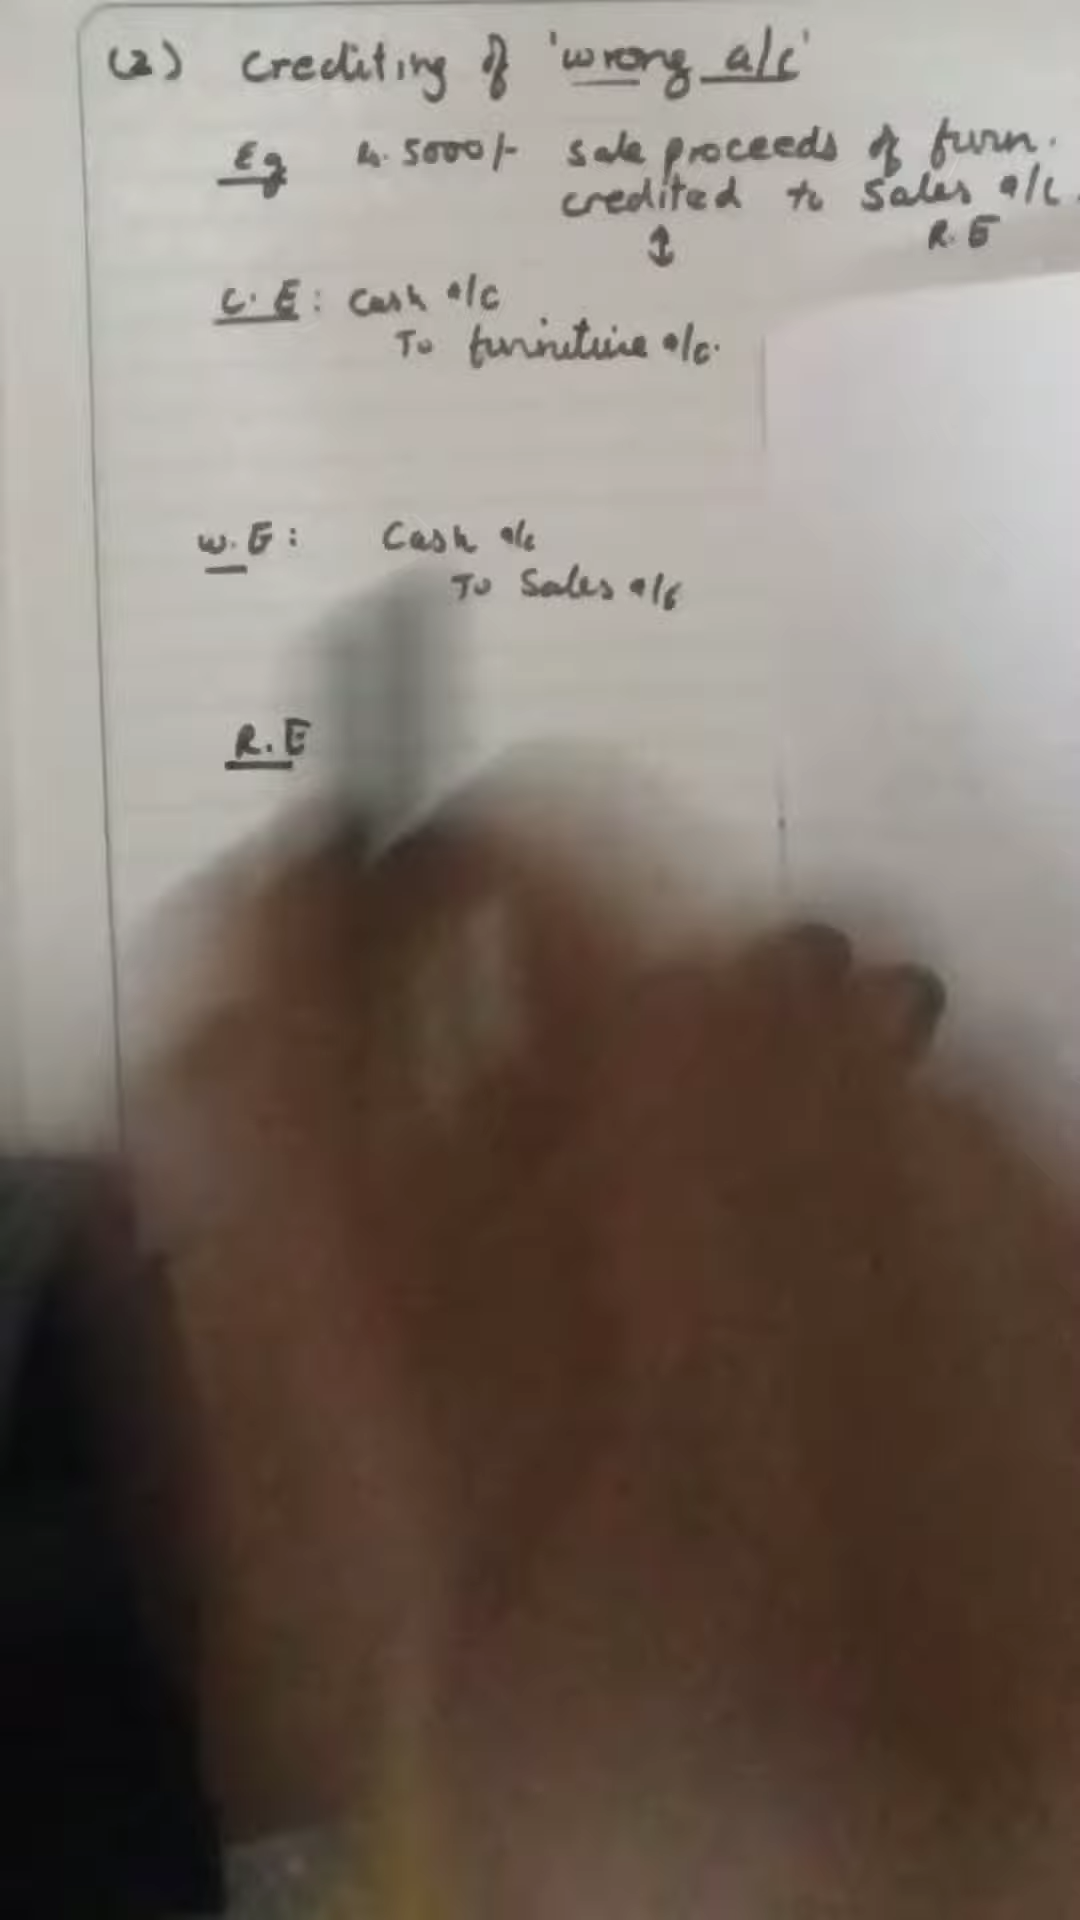 (2) Crediting of 'wrong a/c'
Eg Rs. 5000/- sale proceeds of furn.
credited to Sales a/c.
R.E
C.E: Cash a/c
To furniture a/c.
W.E: Cash a/c
To Sales a/c
R.E